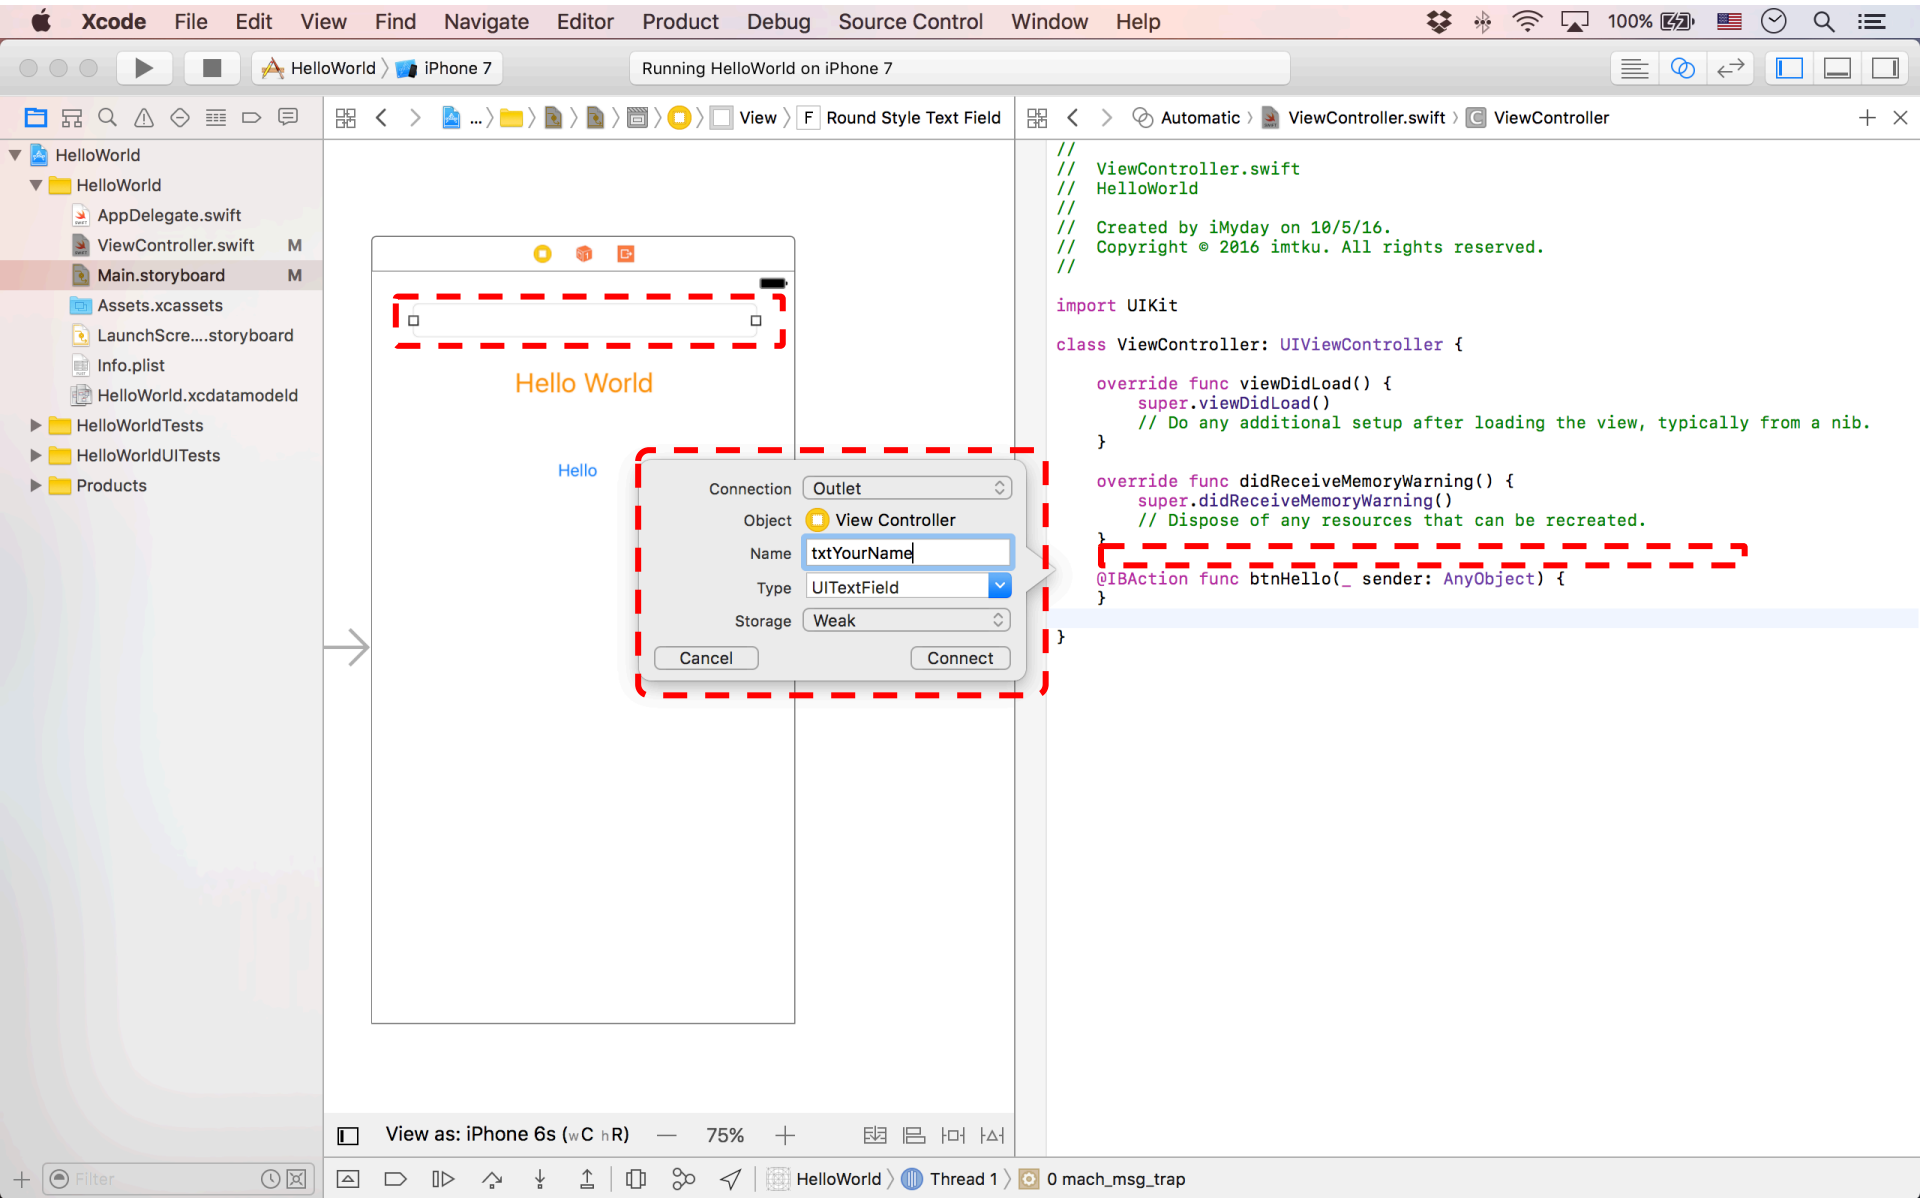 Xcode File Edit View Find Navigate Editor Product Debug Source Control Window Help 100%
HelloWorld iPhone 7 Running HelloWorld on iPhone 7
... View F Round Style Text Field Automatic ViewController.swift C ViewController
HelloWorld
HelloWorld
AppDelegate.swift
ViewController.swift M
Main.storyboard M
Assets.xcassets
LaunchScre....storyboard
Info.plist
HelloWorld.xcdatamodeld
HelloWorldTests
HelloWorldUITests
Products
Hello World
Hello
Connection Outlet
Object View Controller
Name txtYourName
Type UITextField
Storage Weak
Cancel Connect
//
// ViewController.swift
// HelloWorld
//
// Created by iMyday on 10/5/16.
// Copyright © 2016 imtku. All rights reserved.
//
import UIKit
class ViewController: UIViewController {
override func viewDidLoad() {
super.viewDidLoad()
// Do any additional setup after loading the view, typically from a nib.
}
override func didReceiveMemoryWarning() {
super.didReceiveMemoryWarning()
// Dispose of any resources that can be recreated.
}
@IBAction func btnHello(_ sender: AnyObject) {
}
}
View as: iPhone 6s (wC hR) — 75% +
Filter
HelloWorld Thread 1 0 mach_msg_trap